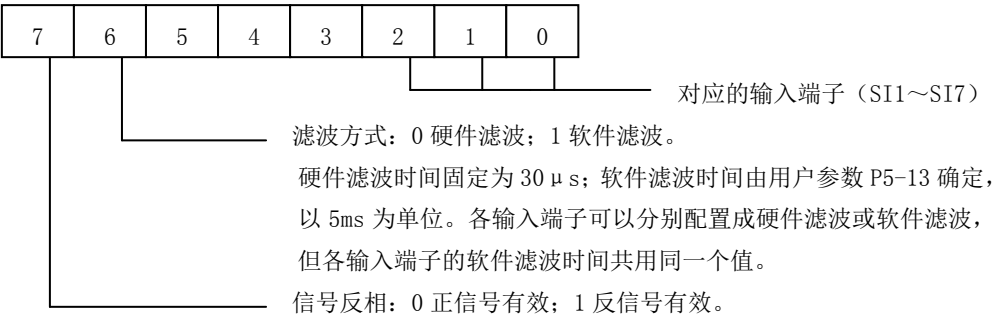 7 6 5 4 3 2 1 0
对应的输入端子（SI1～SI7）
滤波方式：0 硬件滤波；1 软件滤波。
硬件滤波时间固定为 30μs；软件滤波时间由用户参数 P5-13 确定，
以 5ms 为单位。各输入端子可以分别配置成硬件滤波或软件滤波，
但各输入端子的软件滤波时间共用同一个值。
信号反相：0 正信号有效；1 反信号有效。